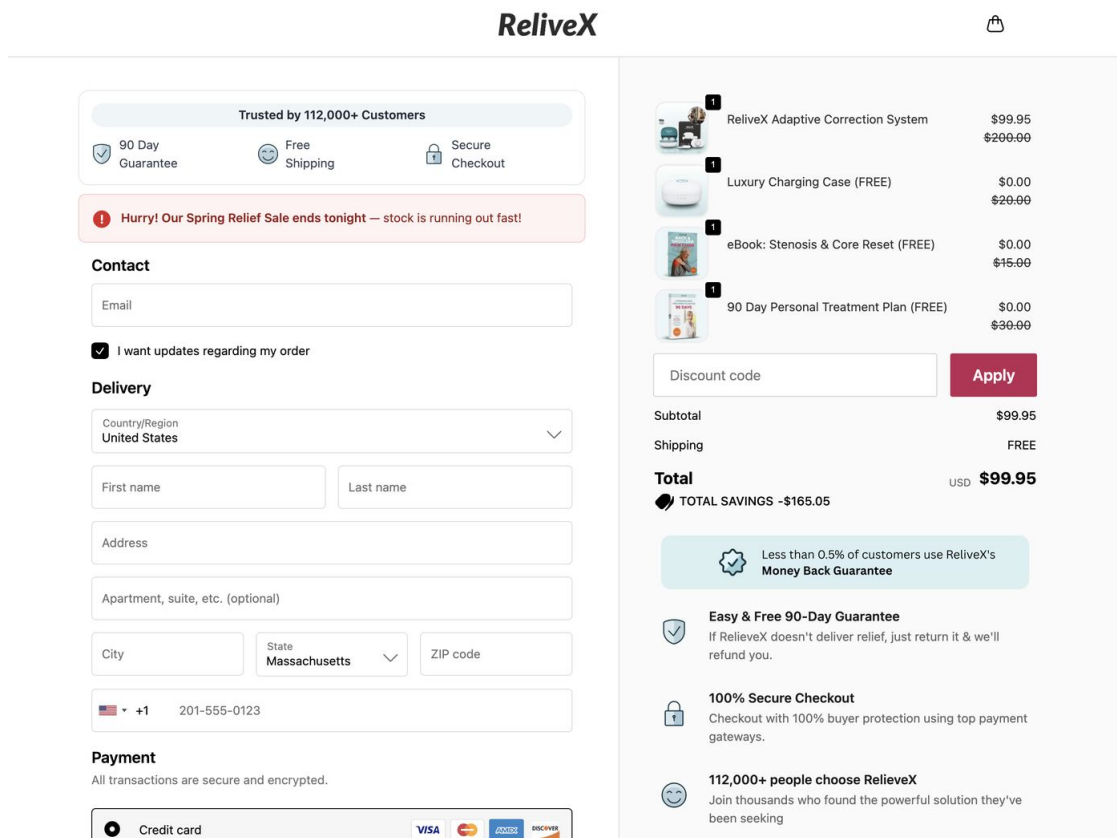 ReliveX
Trusted by 112,000+ Customers
90 Day
Guarantee
Free
Shipping
Secure
Checkout
Hurry! Our Spring Relief Sale ends tonight — stock is running out fast!
Contact
Email
I want updates regarding my order
Delivery
Country/Region
United States
First name
Last name
Address
Apartment, suite, etc. (optional)
City
State
Massachusetts
ZIP code
+1
201-555-0123
Payment
All transactions are secure and encrypted.
Credit card
VISA
AMEX
DISCOVER
1
ReliveX Adaptive Correction System
$99.95
$200.00
1
Luxury Charging Case (FREE)
$0.00
$20.00
1
eBook: Stenosis & Core Reset (FREE)
$0.00
$15.00
1
90 Day Personal Treatment Plan (FREE)
$0.00
$30.00
Discount code
Apply
Subtotal
$99.95
Shipping
FREE
Total
USD $99.95
TOTAL SAVINGS -$165.05
Less than 0.5% of customers use ReliveX's
Money Back Guarantee
Easy & Free 90-Day Guarantee
If RelieveX doesn't deliver relief, just return it & we'll
refund you.
100% Secure Checkout
Checkout with 100% buyer protection using top payment
gateways.
112,000+ people choose RelieveX
Join thousands who found the powerful solution they've
been seeking